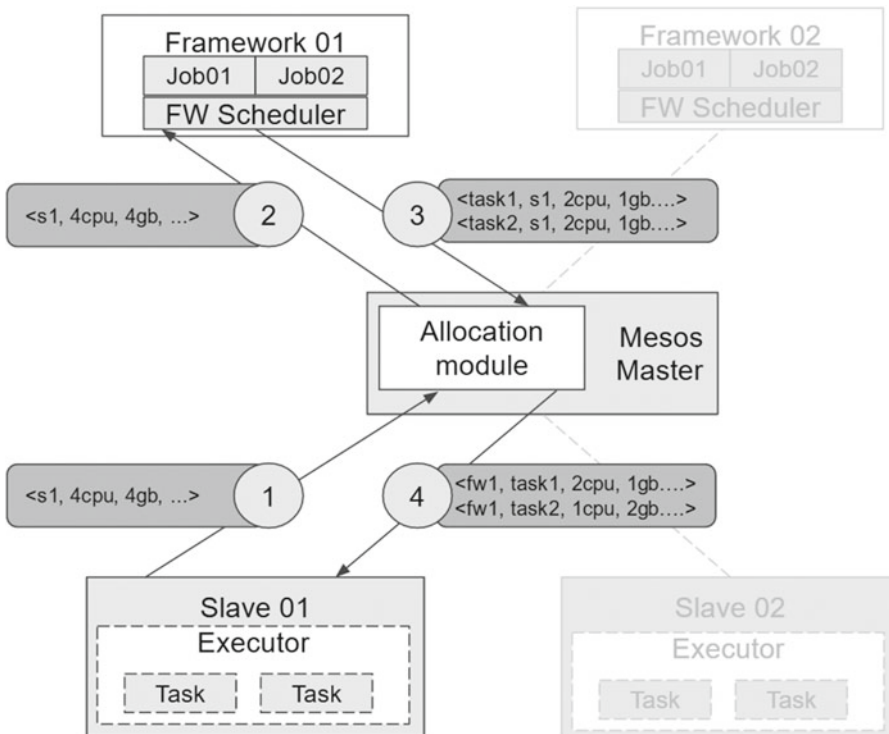 Framework 01
Job01 Job02
FW Scheduler
Framework 02
Job01 Job02
FW Scheduler
<s1, 4cpu, 4gb, ...>
2
3
<task1, s1, 2cpu, 1gb....>
<task2, s1, 2cpu, 1gb....>
Allocation
module
Mesos
Master
<s1, 4cpu, 4gb, ...>
1
4
<fw1, task1, 2cpu, 1gb....>
<fw1, task2, 1cpu, 2gb....>
Slave 01
Executor
Task Task
Slave 02
Executor
Task Task